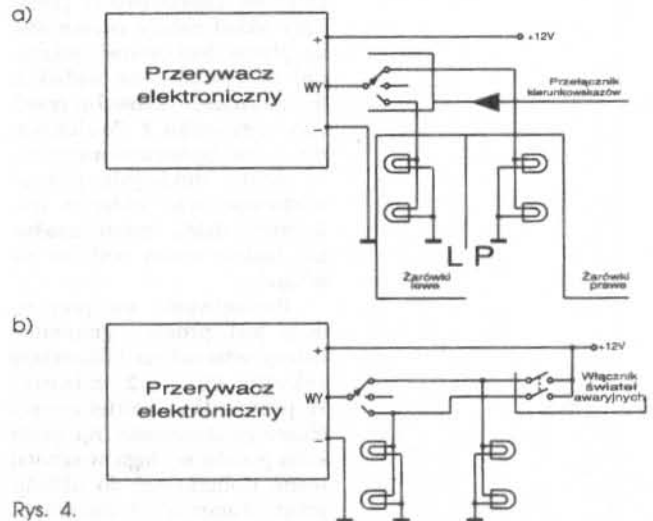 a)
+
+12V
Przerywacz
elektroniczny
WY
Przełącznik
kierunkowskazów
−
L P
Żarówki
lewe
Żarówki
prawe
b)
+
+12V
Przerywacz
elektroniczny
WY
Włącznik
świateł
awaryjnych
−
Rys. 4.